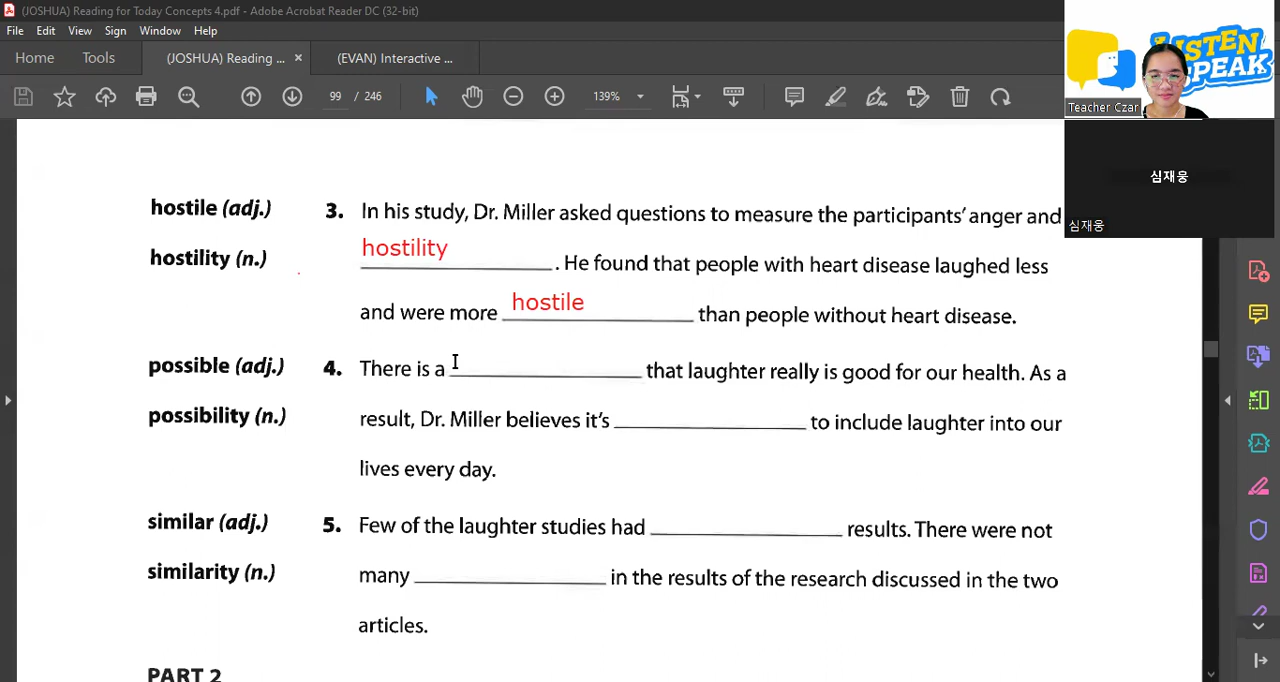 (JOSHUA) Reading for Today Concepts 4.pdf - Adobe Acrobat Reader DC (32-bit)
File Edit View Sign Window Help
Home Tools (JOSHUA) Reading ... × (EVAN) Interactive ...
99 / 246 139%
LISTEN
SPEAK
Teacher Czar
심재웅
심재웅
hostile (adj.)
hostility (n.)
3. In his study, Dr. Miller asked questions to measure the participants' anger and
hostility . He found that people with heart disease laughed less
and were more hostile than people without heart disease.
possible (adj.)
possibility (n.)
4. There is a ____ that laughter really is good for our health. As a
result, Dr. Miller believes it's ____ to include laughter into our
lives every day.
similar (adj.)
similarity (n.)
5. Few of the laughter studies had ____ results. There were not
many ____ in the results of the research discussed in the two
articles.
PART 2